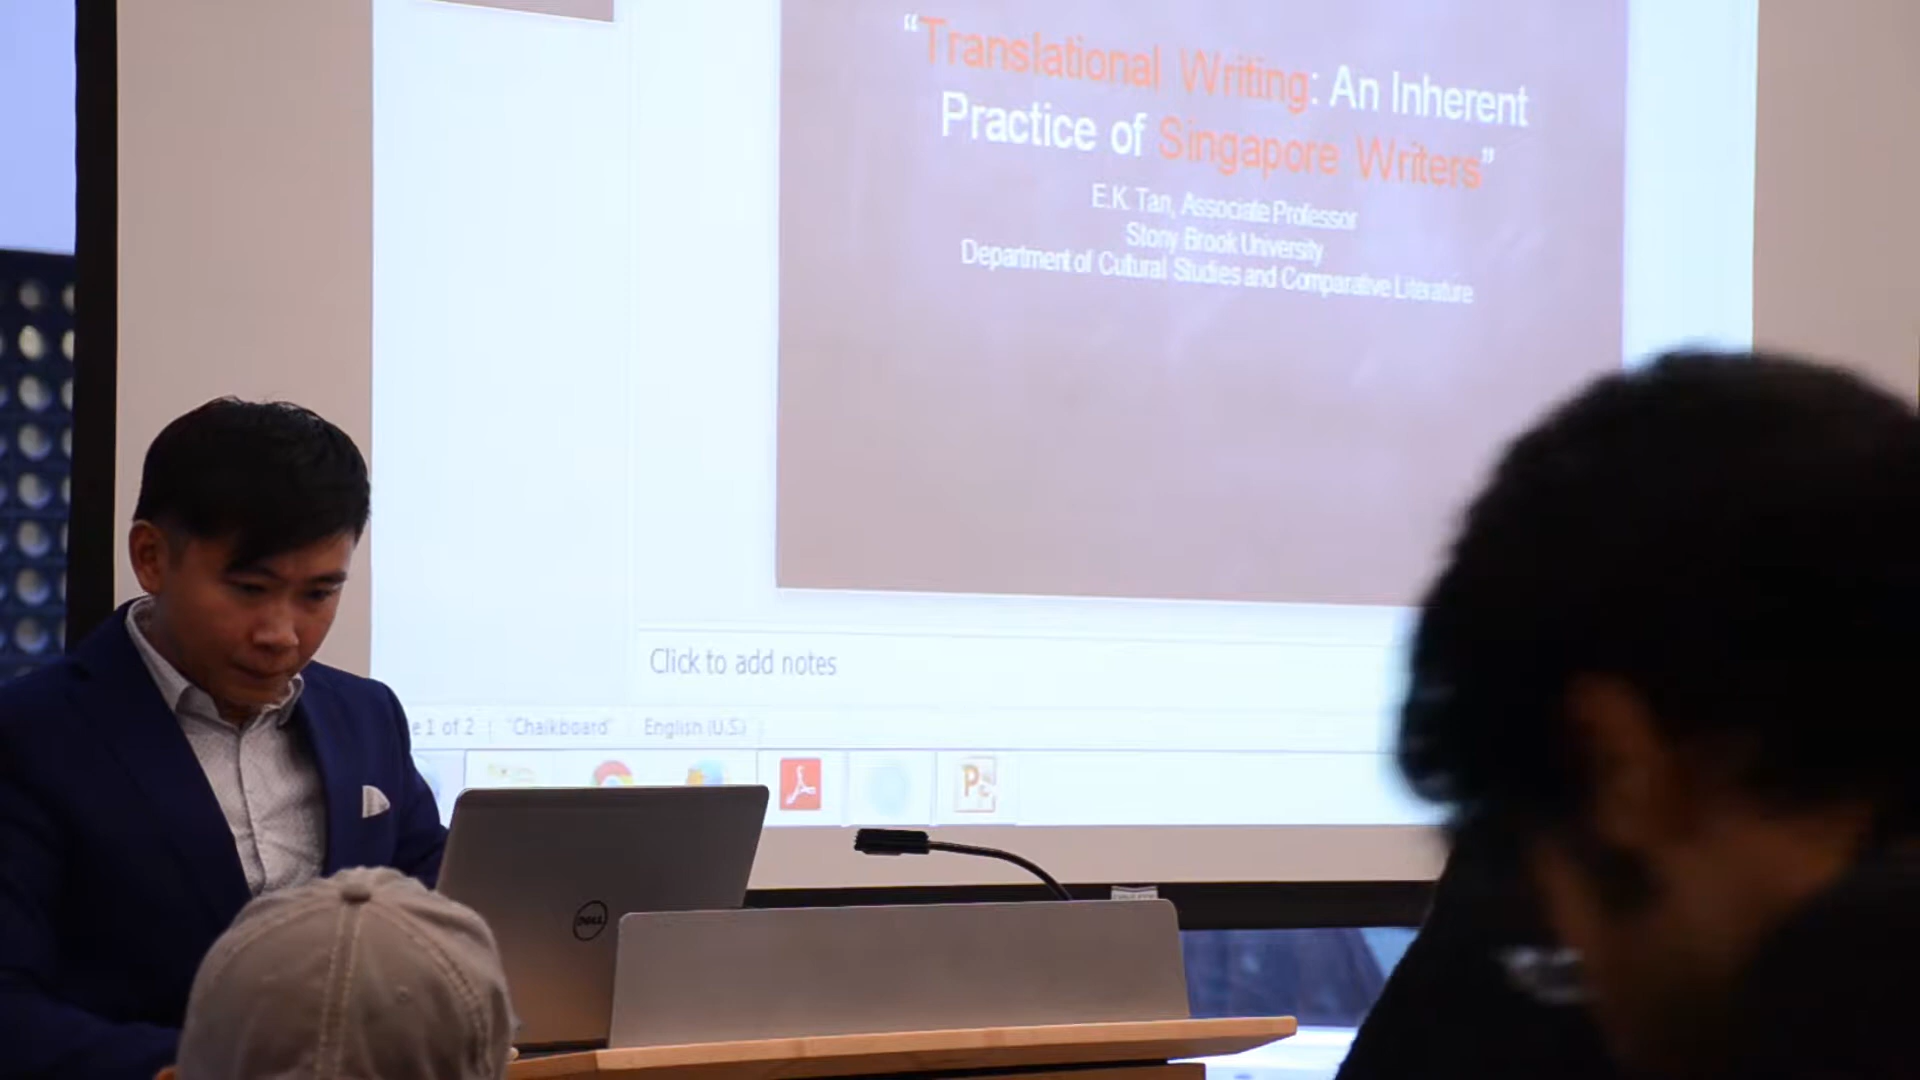 “Translational Writing: An Inherent
Practice of Singapore Writers”
E.K. Tan, Associate Professor
Stony Brook University
Department of Cultural Studies and Comparative Literature
Click to add notes
e 1 of 2 "Chalkboard" English (U.S.)
DELL